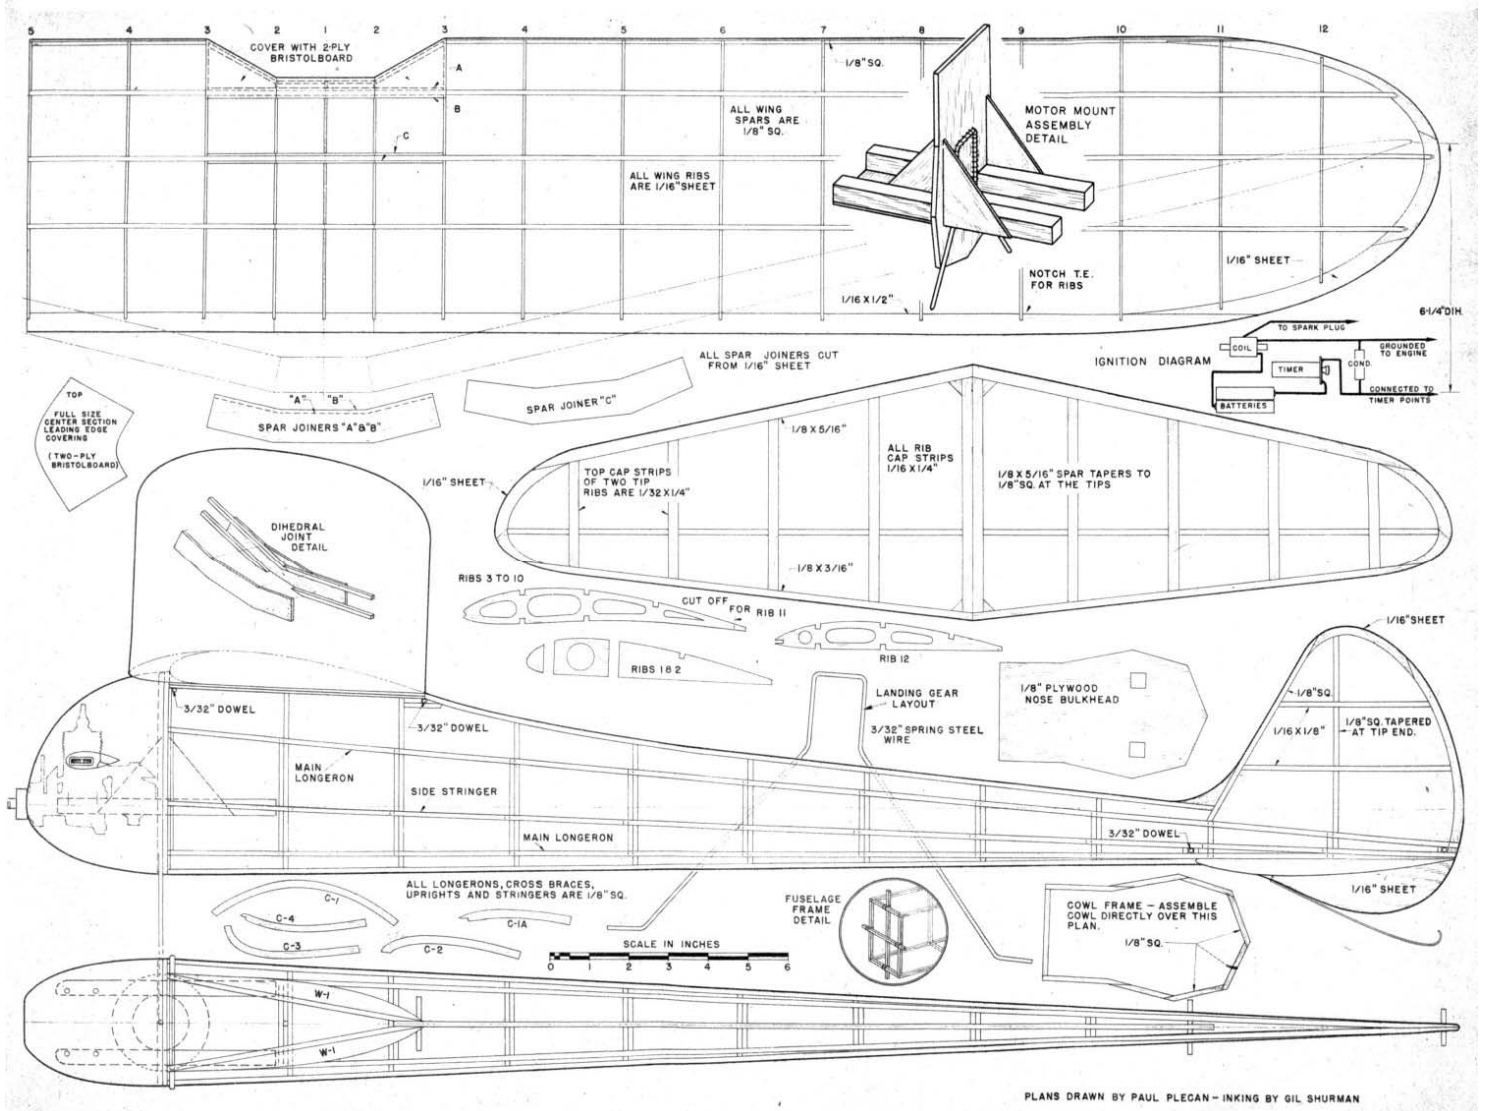 5 4 3 2 1 2 3 4 5 6 7 8 9 10 11 12
COVER WITH 2-PLY
BRISTOLBOARD
A
B
C
1/8" SQ.
ALL WING
SPARS ARE
1/8" SQ.
ALL WING RIBS
ARE 1/16" SHEET
MOTOR MOUNT
ASSEMBLY
DETAIL
1/16" SHEET
NOTCH T.E.
FOR RIBS
1/16 X 1/2"
6-1/4" DIH.
TO SPARK PLUG
IGNITION DIAGRAM
COIL
GROUNDED
TO ENGINE
TIMER
COND.
BATTERIES
CONNECTED TO
TIMER POINTS
ALL SPAR JOINERS CUT
FROM 1/16" SHEET
TOP
FULL SIZE
CENTER SECTION
LEADING EDGE
COVERING
(TWO-PLY
BRISTOLBOARD)
"A" "B"
SPAR JOINERS "A"&"B"
SPAR JOINER "C"
1/8 X 5/16"
ALL RIB
CAP STRIPS
1/16 X 1/4"
1/8 X 5/16" SPAR TAPERS TO
1/8" SQ. AT THE TIPS
1/16" SHEET
TOP CAP STRIPS
OF TWO TIP
RIBS ARE 1/32 X 1/4"
1/8 X 3/16"
DIHEDRAL
JOINT
DETAIL
RIBS 3 TO 10
CUT OFF
FOR RIB 11
RIBS 1 & 2
RIB 12
1/16" SHEET
LANDING GEAR
LAYOUT
3/32" SPRING STEEL
WIRE
1/8" PLYWOOD
NOSE BULKHEAD
1/8" SQ.
1/16 X 1/8"
1/8" SQ. TAPERED
AT TIP END.
3/32" DOWEL
3/32" DOWEL
MAIN
LONGERON
SIDE STRINGER
MAIN LONGERON
3/32" DOWEL
1/16" SHEET
ALL LONGERONS, CROSS BRACES,
UPRIGHTS AND STRINGERS ARE 1/8" SQ.
C-1
C-4
C-3
C-2
C-1A
SCALE IN INCHES
0 1 2 3 4 5 6
FUSELAGE
FRAME
DETAIL
COWL FRAME - ASSEMBLE
COWL DIRECTLY OVER THIS
PLAN.
1/8" SQ.
W-1
W-1
PLANS DRAWN BY PAUL PLECAN - INKING BY GIL SHURMAN